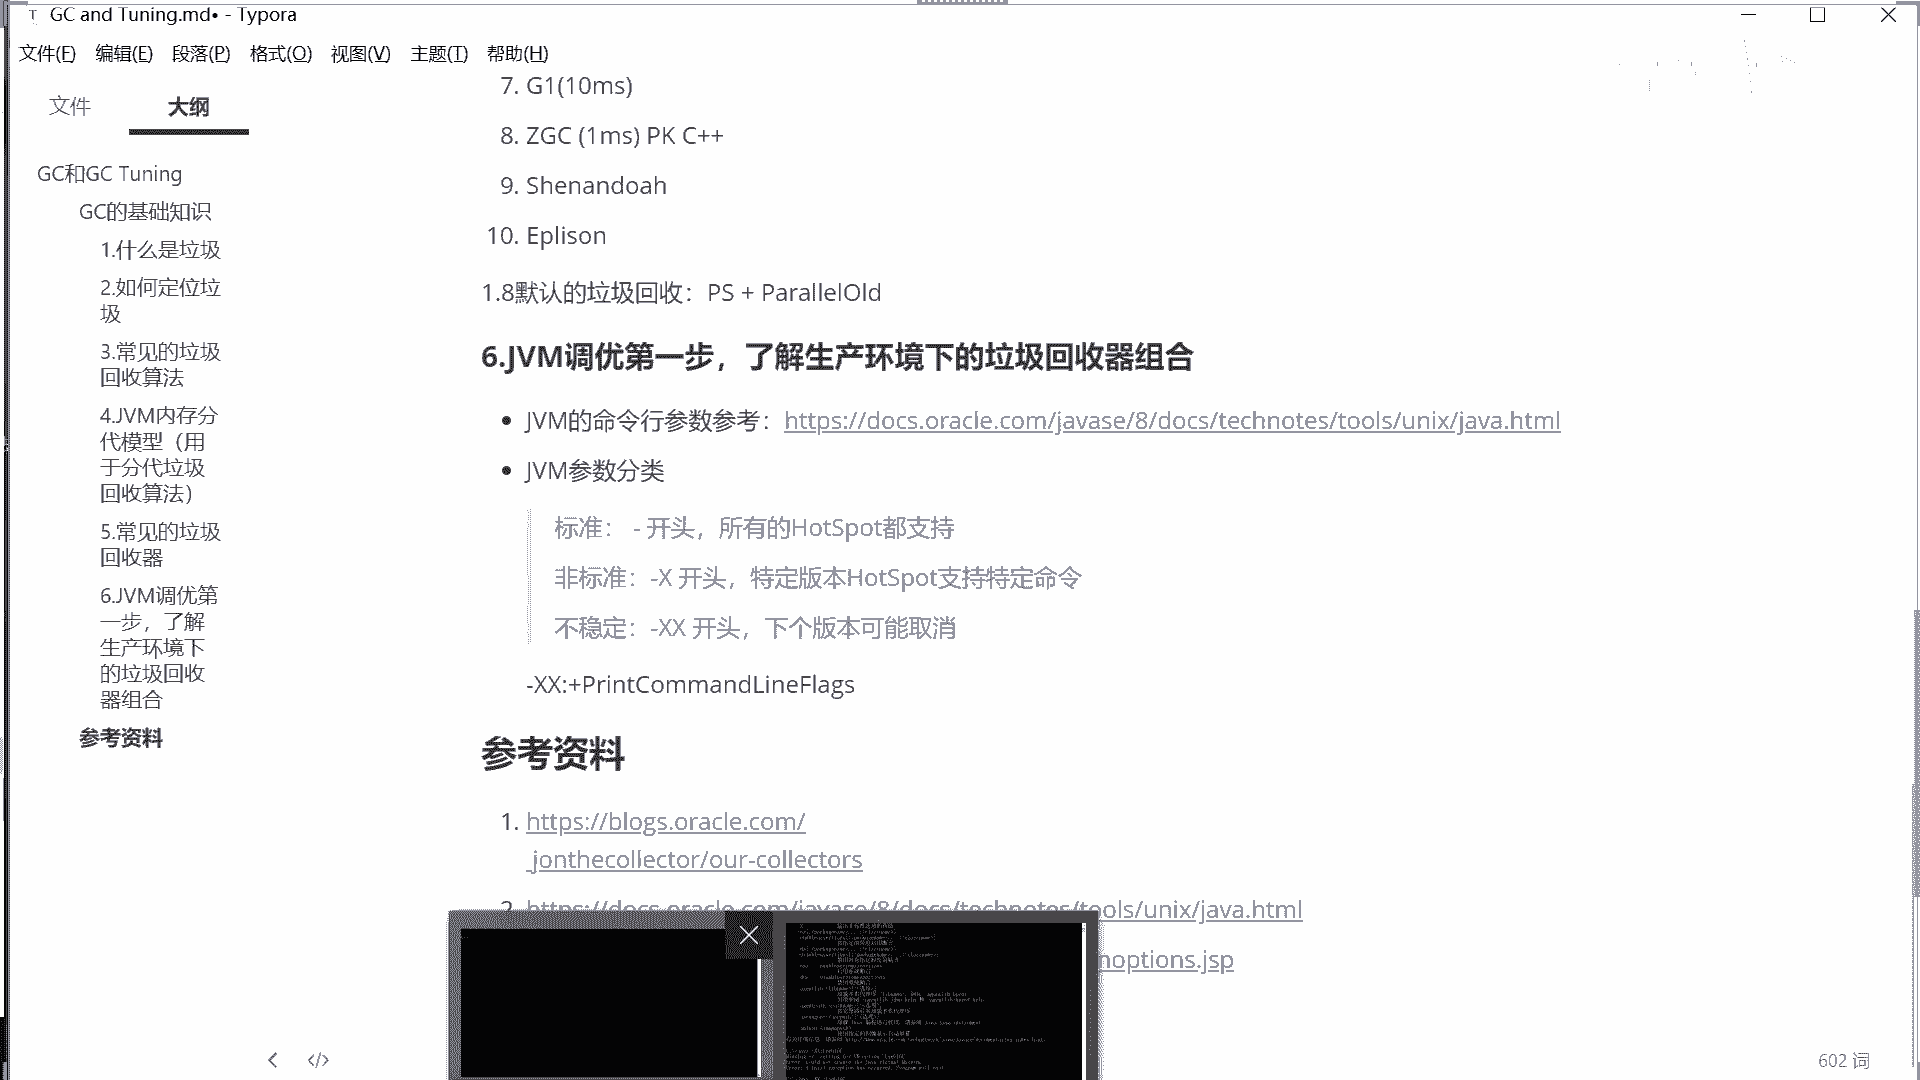 GC and Tuning.md• - Typora
文件(F) 编辑(E) 段落(P) 格式(O) 视图(V) 主题(T) 帮助(H)
文件 大纲
GC和GC Tuning
GC的基础知识
1.什么是垃圾
2.如何定位垃
圾
3.常见的垃圾
回收算法
4.JVM内存分
代模型（用
于分代垃圾
回收算法）
5.常见的垃圾
回收器
6.JVM调优第
一步，了解
生产环境下
的垃圾回收
器组合
参考资料
7. G1(10ms)
8. ZGC (1ms) PK C++
9. Shenandoah
10. Eplison
1.8默认的垃圾回收：PS + ParallelOld
6.JVM调优第一步，了解生产环境下的垃圾回收器组合
JVM的命令行参数参考：https://docs.oracle.com/javase/8/docs/technotes/tools/unix/java.html
JVM参数分类
标准： - 开头，所有的HotSpot都支持
非标准：-X 开头，特定版本HotSpot支持特定命令
不稳定：-XX 开头，下个版本可能取消
-XX:+PrintCommandLineFlags
参考资料
1. https://blogs.oracle.com/
_jonthecollector/our-collectors
2. https://docs.oracle.com/javase/8/docs/technotes/tools/unix/java.html
noptions.jsp
602 词